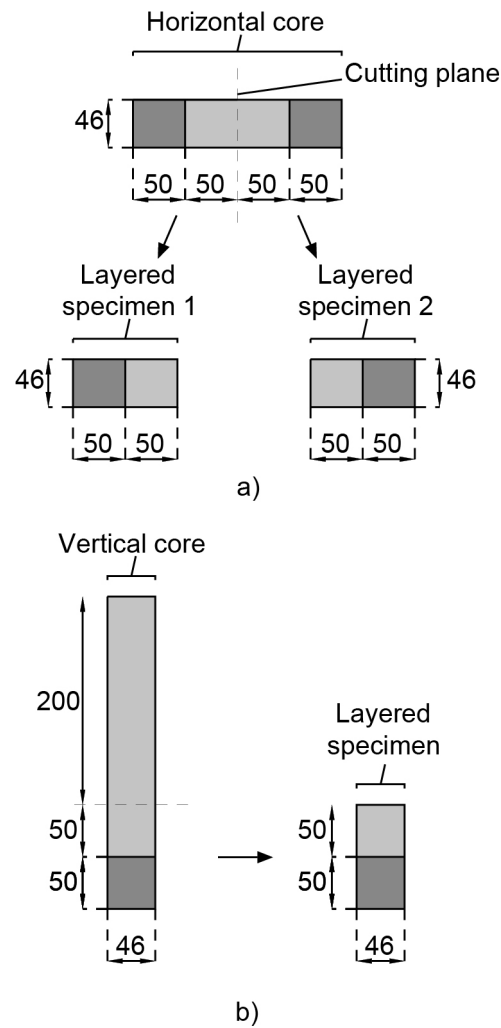 Horizontal core
Cutting plane
46
50 50 50 50
Layered
specimen 1
Layered
specimen 2
46
46
50 50
50 50
a)
Vertical core
200
Layered
specimen
50
50
50
50
46
46
b)